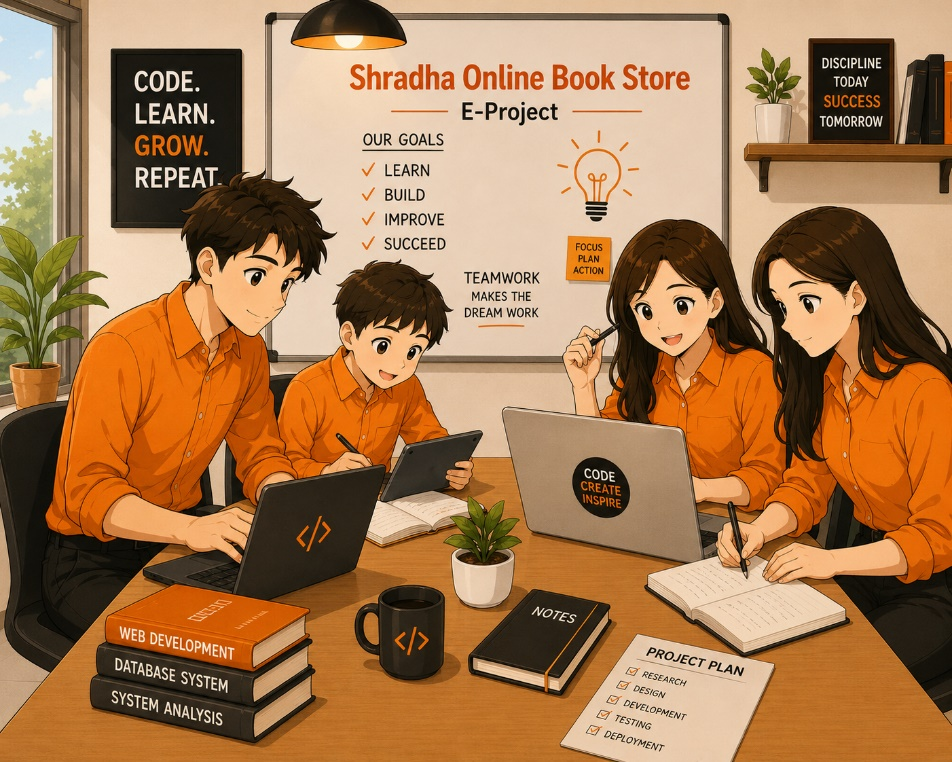 CODE.
LEARN.
GROW.
REPEAT.
Shradha Online Book Store
E-Project
OUR GOALS
✓ LEARN
✓ BUILD
✓ IMPROVE
✓ SUCCEED
FOCUS
PLAN
ACTION
TEAMWORK
MAKES THE
DREAM WORK
DISCIPLINE
TODAY
SUCCESS
TOMORROW
</>
CODE
CREATE
INSPIRE
WEB DEVELOPMENT
DATABASE SYSTEM
SYSTEM ANALYSIS
</>
NOTES
PROJECT PLAN
☑ RESEARCH
☑ DESIGN
☑ DEVELOPMENT
☑ TESTING
☑ DEPLOYMENT